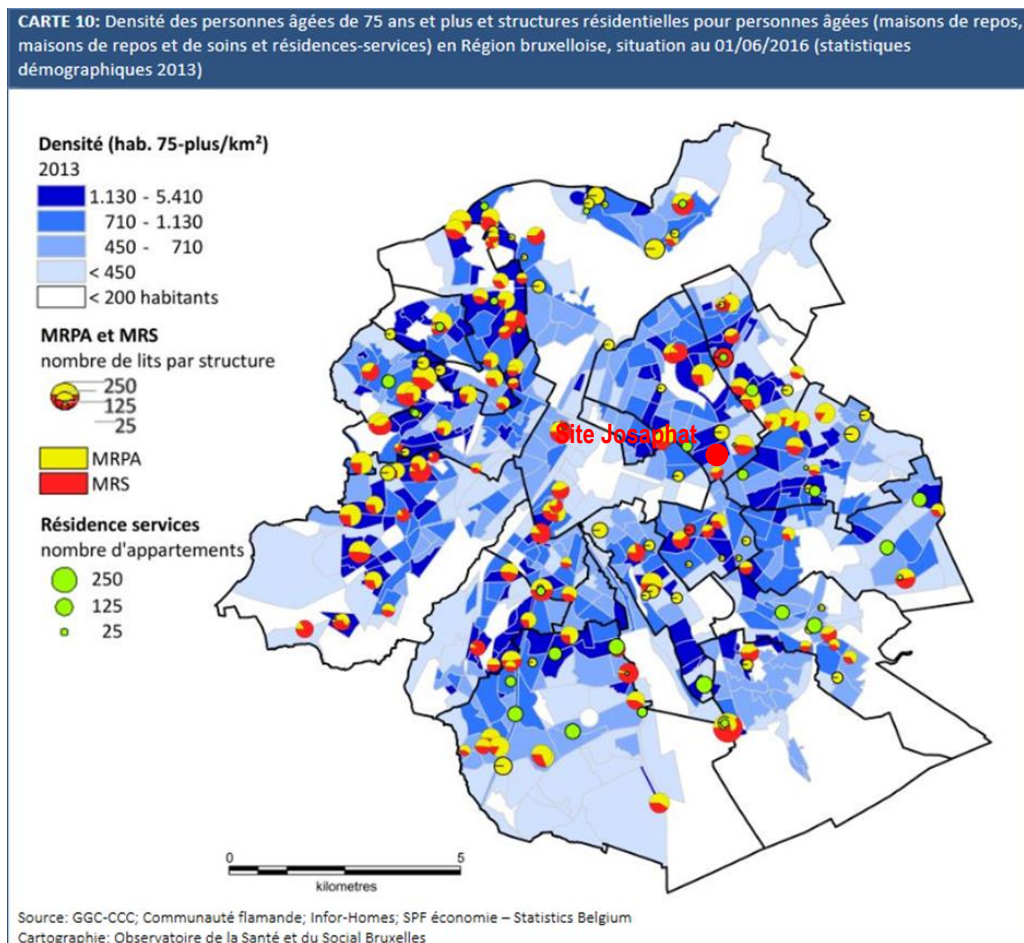 CARTE 10: Densité des personnes âgées de 75 ans et plus et structures résidentielles pour personnes âgées (maisons de repos,
maisons de repos et de soins et résidences-services) en Région bruxelloise, situation au 01/06/2016 (statistiques
démographiques 2013)
Densité (hab. 75-plus/km²)
2013
1.130 - 5.410
710 - 1.130
450 - 710
< 450
< 200 habitants
MRPA et MRS
nombre de lits par structure
250
125
25
MRPA
MRS
Résidence services
nombre d'appartements
250
125
25
Site Josaphat
0 5
kilometres
Source: GGC-CCC; Communauté flamande; Infor-Homes; SPF économie – Statistics Belgium
Cartographie: Observatoire de la Santé et du Social Bruxelles